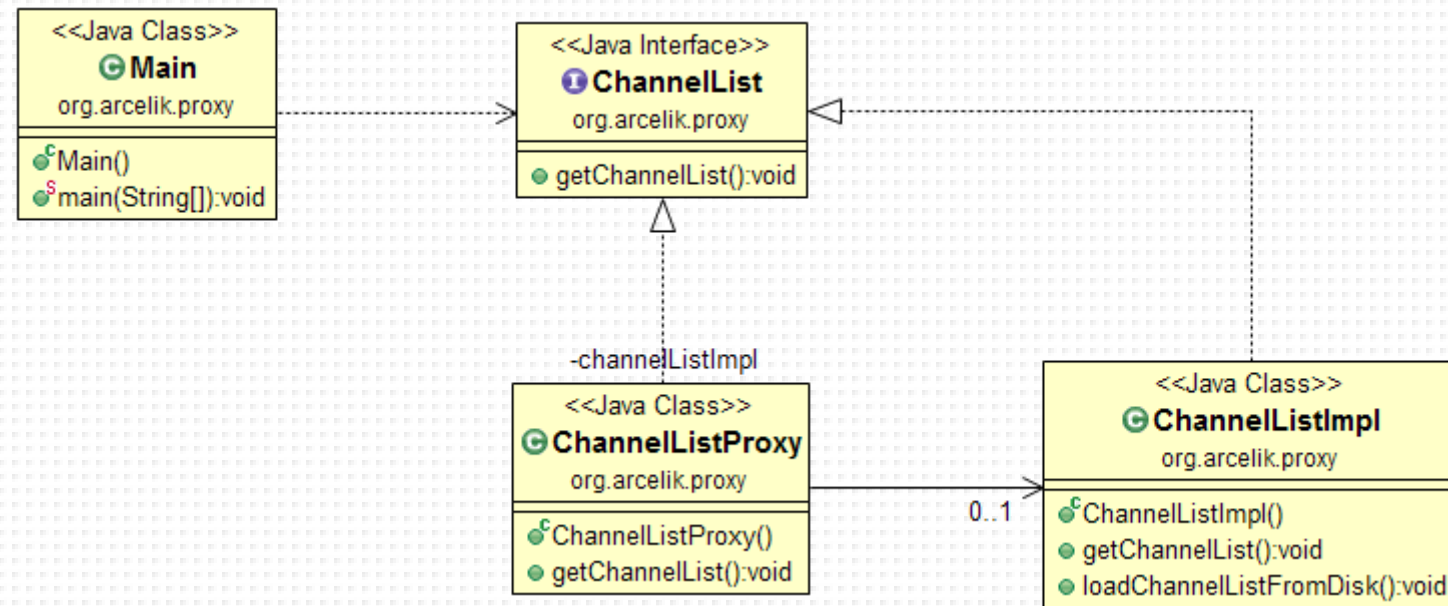 <<Java Class>>
Main
org.arcelik.proxy
Main()
main(String[]):void
<<Java Interface>>
ChannelList
org.arcelik.proxy
getChannelList():void
-channelListImpl
<<Java Class>>
ChannelListProxy
org.arcelik.proxy
ChannelListProxy()
getChannelList():void
0..1
<<Java Class>>
ChannelListImpl
org.arcelik.proxy
ChannelListImpl()
getChannelList():void
loadChannelListFromDisk():void